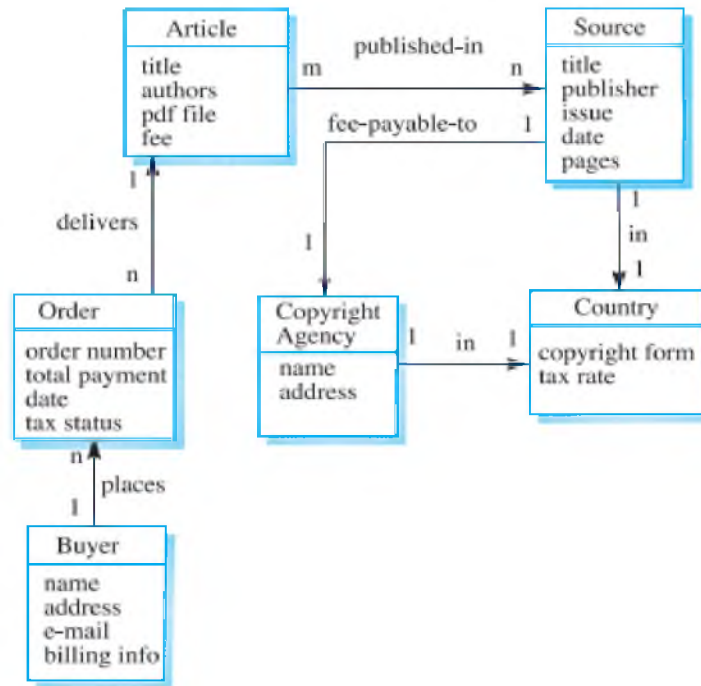 Article
title
authors
pdf file
fee
m
published-in
n
Source
title
publisher
issue
date
pages
fee-payable-to
1
1
1
in
1
1
delivers
n
Order
order number
total payment
date
tax status
Copyright
Agency
name
address
1
in
1
Country
copyright form
tax rate
n
places
1
Buyer
name
address
e-mail
billing info